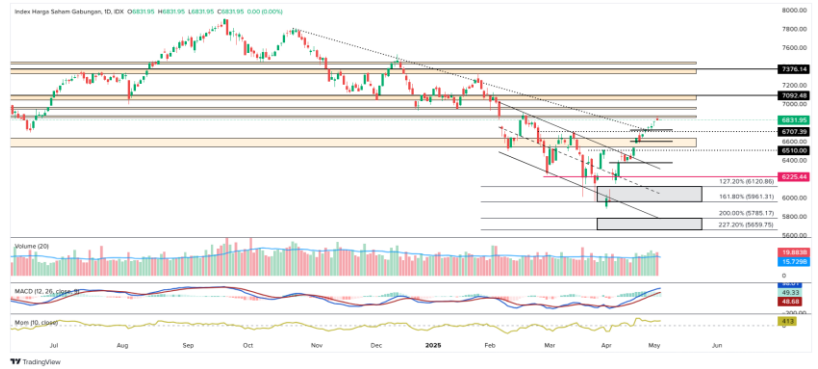 Index Harga Saham Gabungan, 1D, IDX O6831.95 H6831.95 L6831.95 C6831.95 0.00 (0.00%)
8000.00
7800.00
7600.00
7376.14
7200.00
7092.48
7000.00
6831.95
6707.39
6510.00
6400.00
6225.44
127.20% (6120.86)
6000.00
161.80% (5961.31)
200.00% (5785.17)
5800.00
227.20% (5659.75)
5600.00
Volume (20)
19.883B
15.729B
0
MACD (12, 26, close, 9)
49.33
48.68
Mom (10, close)
413
Jul Aug Sep Oct Nov Dec 2025 Feb Mar Apr May Jun
TradingView